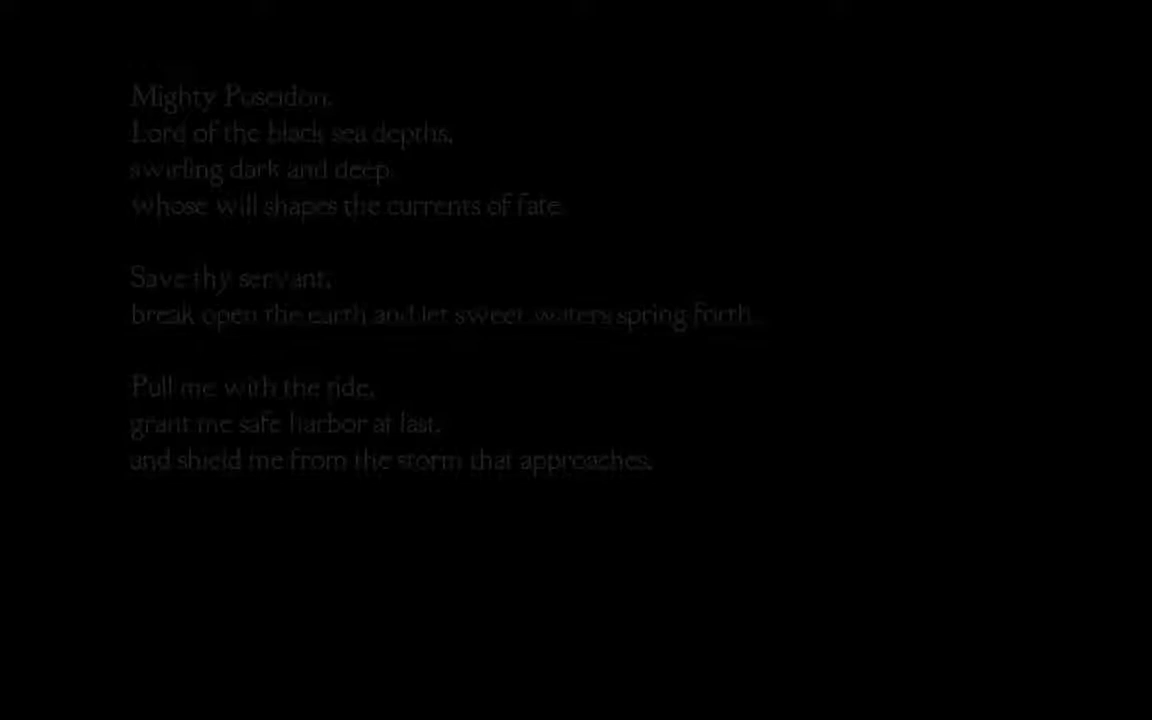 Mighty Poseidon,
Lord of the black sea depths,
swirling dark and deep,
whose will shapes the currents of fate.
Save thy servant,
break open the earth and let sweet waters spring forth.
Pull me with the tide,
grant me safe harbor at last,
and shield me from the storm that approaches.